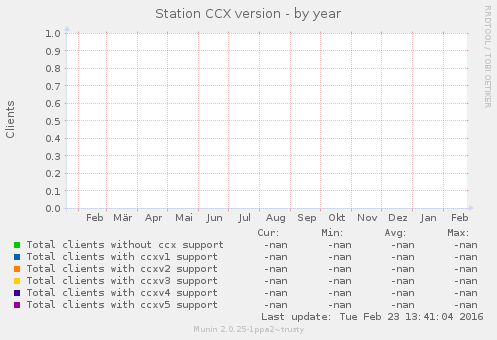 Station CCX version - by year
RRDTOOL / TOBI OETIKER
Clients
1.0
0.9
0.8
0.7
0.6
0.5
0.4
0.3
0.2
0.1
0.0
Feb Mär Apr Mai Jun Jul Aug Sep Okt Nov Dez Jan Feb
Cur: Min: Avg: Max:
Total clients without ccx support -nan -nan -nan -nan
Total clients with ccxv1 support -nan -nan -nan -nan
Total clients with ccxv2 support -nan -nan -nan -nan
Total clients with ccxv3 support -nan -nan -nan -nan
Total clients with ccxv4 support -nan -nan -nan -nan
Total clients with ccxv5 support -nan -nan -nan -nan
Last update: Tue Feb 23 13:41:04 2016
Munin 2.0.25-1ppa2~trusty